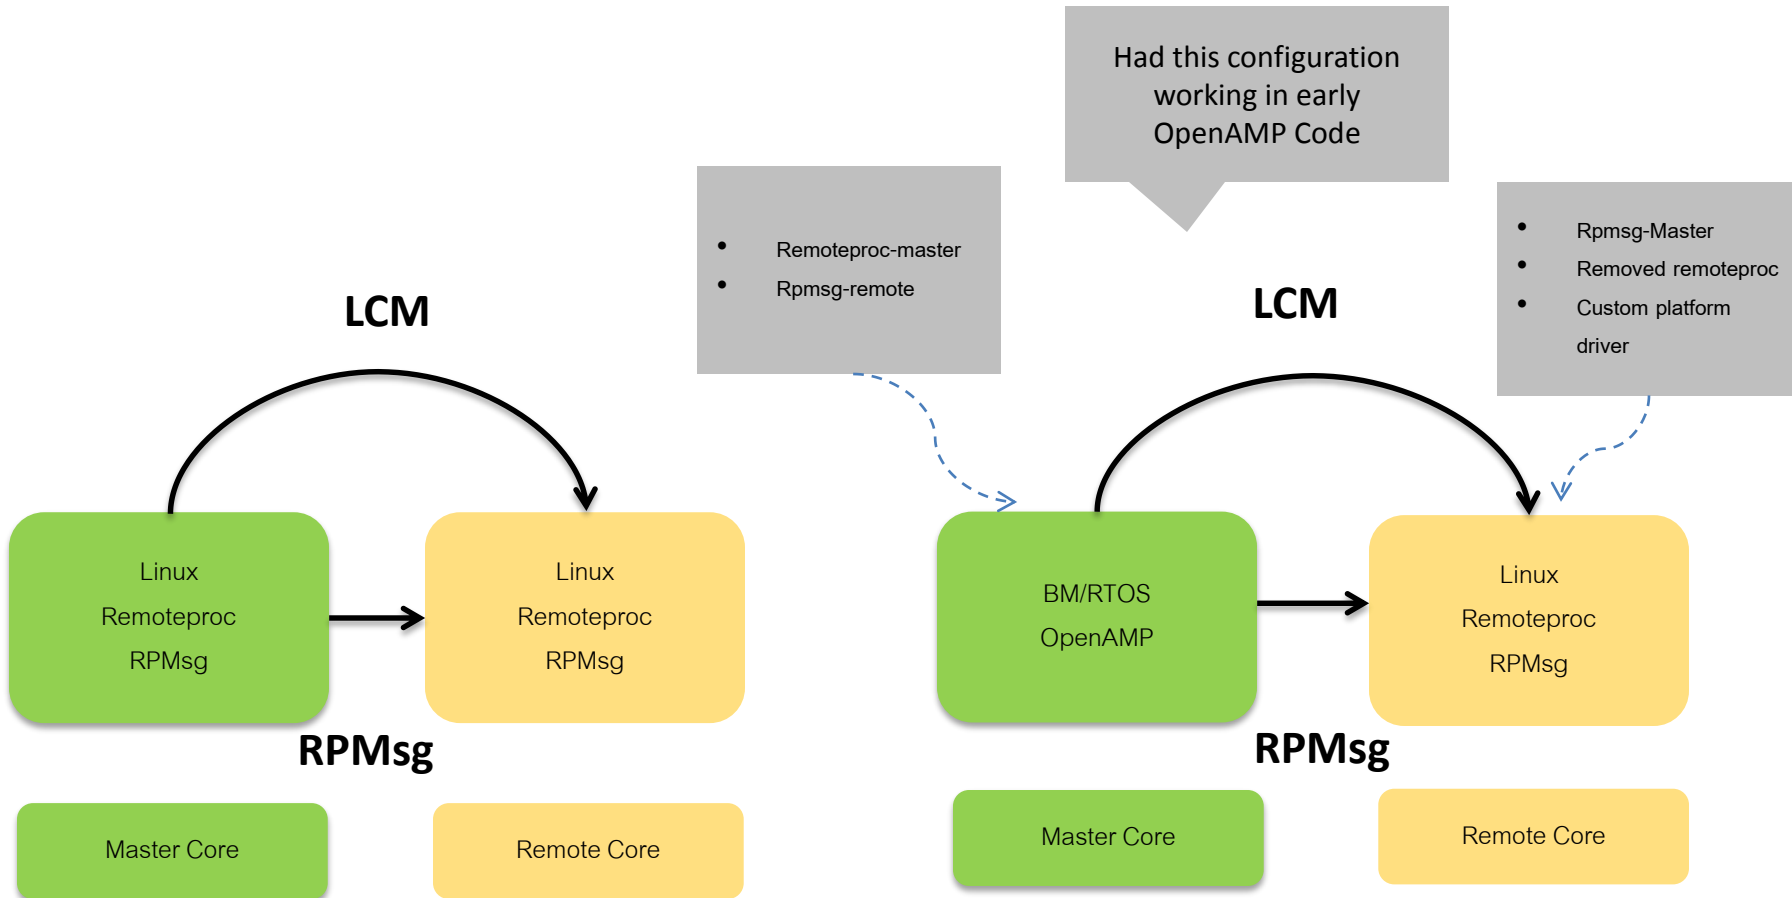 Had this configuration
working in early
OpenAMP Code
• Remoteproc-master
• Rpmsg-remote
• Rpmsg-Master
• Removed remoteproc
• Custom platform
driver
LCM
Linux
Remoteproc
RPMsg
Linux
Remoteproc
RPMsg
RPMsg
Master Core
Remote Core
LCM
BM/RTOS
OpenAMP
Linux
Remoteproc
RPMsg
RPMsg
Master Core
Remote Core